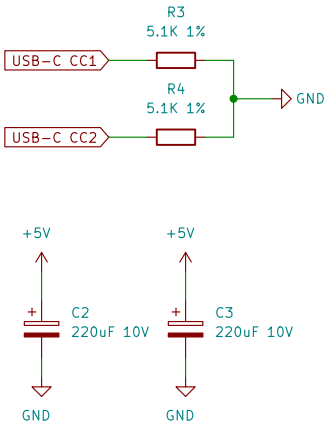 R3
5.1K 1%
USB-C CC1
R4
5.1K 1%
GND
USB-C CC2
+5V
+5V
+
C2
220uF 10V
+
C3
220uF 10V
GND
GND